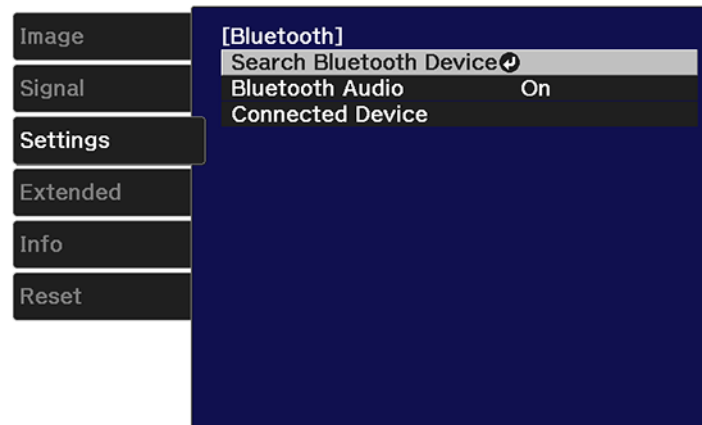 Image
Signal
Settings
Extended
Info
Reset
[Bluetooth]
Search Bluetooth Device
Bluetooth Audio On
Connected Device